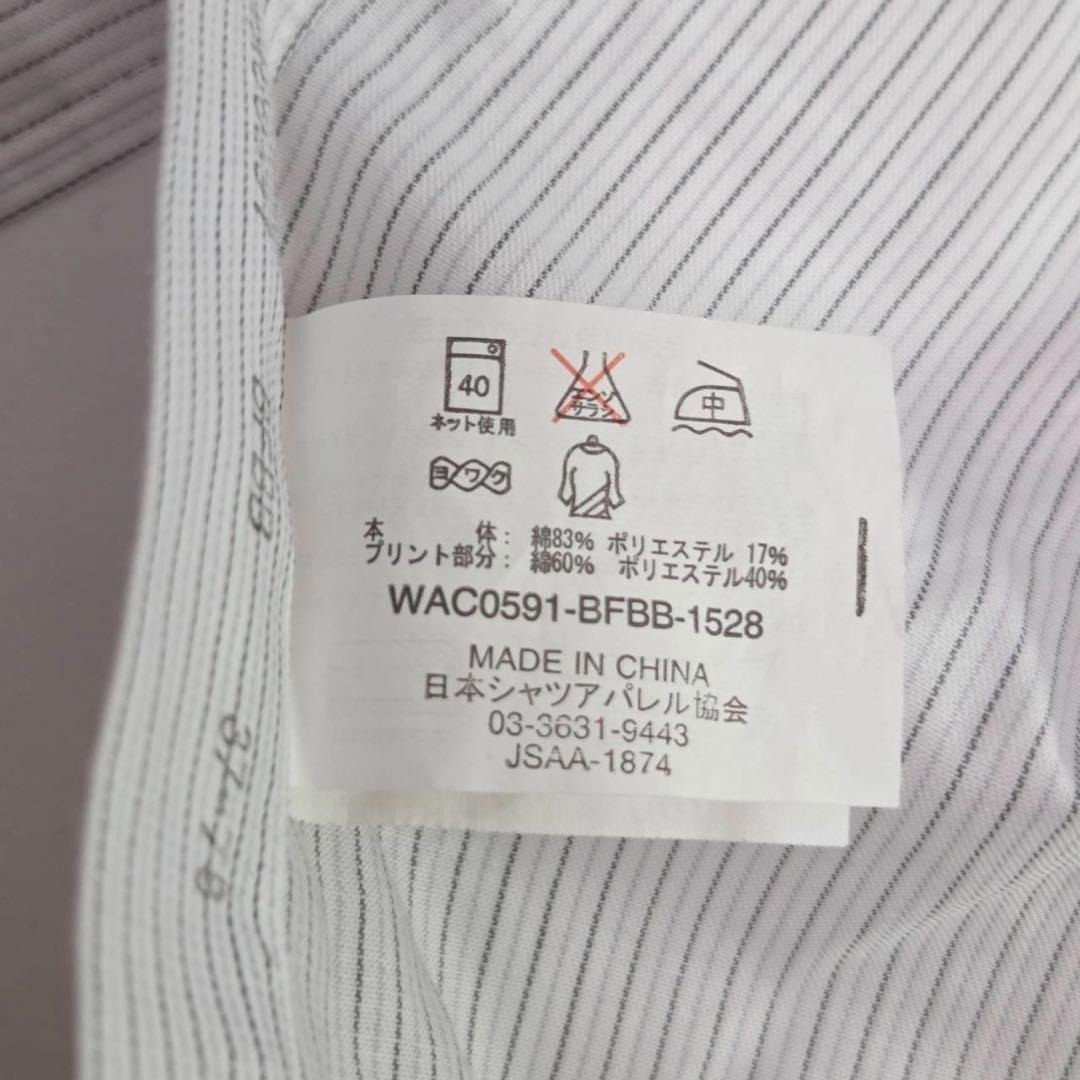 40
ネット使用
エンソ
サラシ
中
ヨワク
本 体: 綿83% ポリエステル 17%
プリント部分: 綿60% ポリエステル40%
WAC0591-BFBB-1528
MADE IN CHINA
日本シャツアパレル協会
03-3631-9443
JSAA-1874